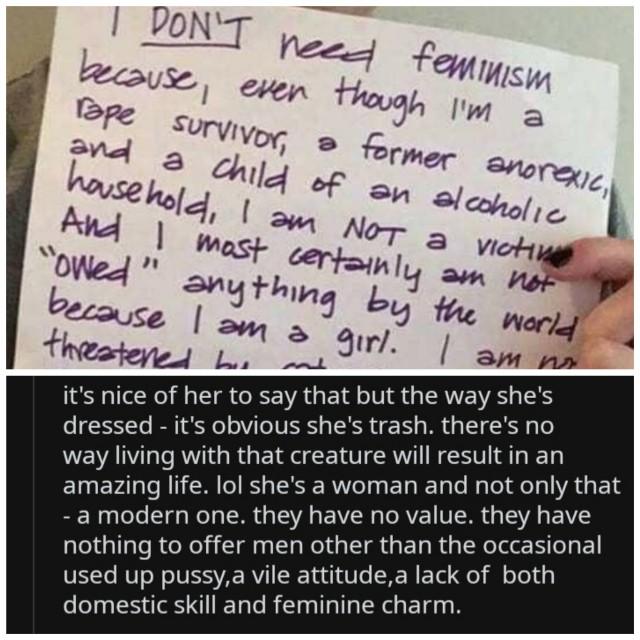 I DON'T need feminism
because, even though I'm a
rape survivor, a former anorexic,
and a child of an alcoholic
household, I am NOT a victim
And I most certainly am not
"owed" anything by the world
because I am a girl. I am
threatened by
it's nice of her to say that but the way she's
dressed - it's obvious she's trash. there's no
way living with that creature will result in an
amazing life. lol she's a woman and not only that
- a modern one. they have no value. they have
nothing to offer men other than the occasional
used up pussy,a vile attitude,a lack of both
domestic skill and feminine charm.